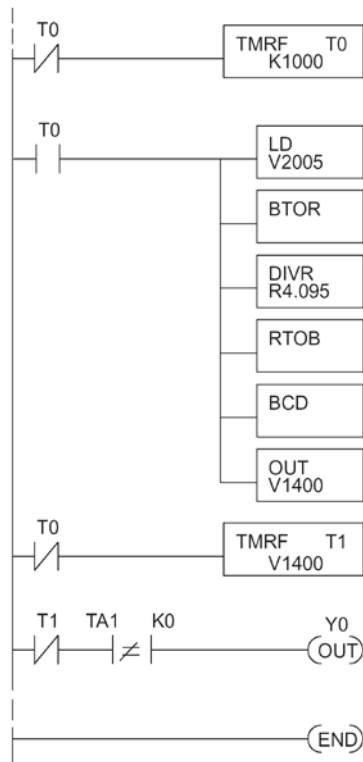 T0
TMRF T0
K1000
T0
LD
V2005
BTOR
DIVR
R4.095
RTOB
BCD
OUT
V1400
T0
TMRF T1
V1400
T1 TA1 K0 Y0
≠ OUT
END